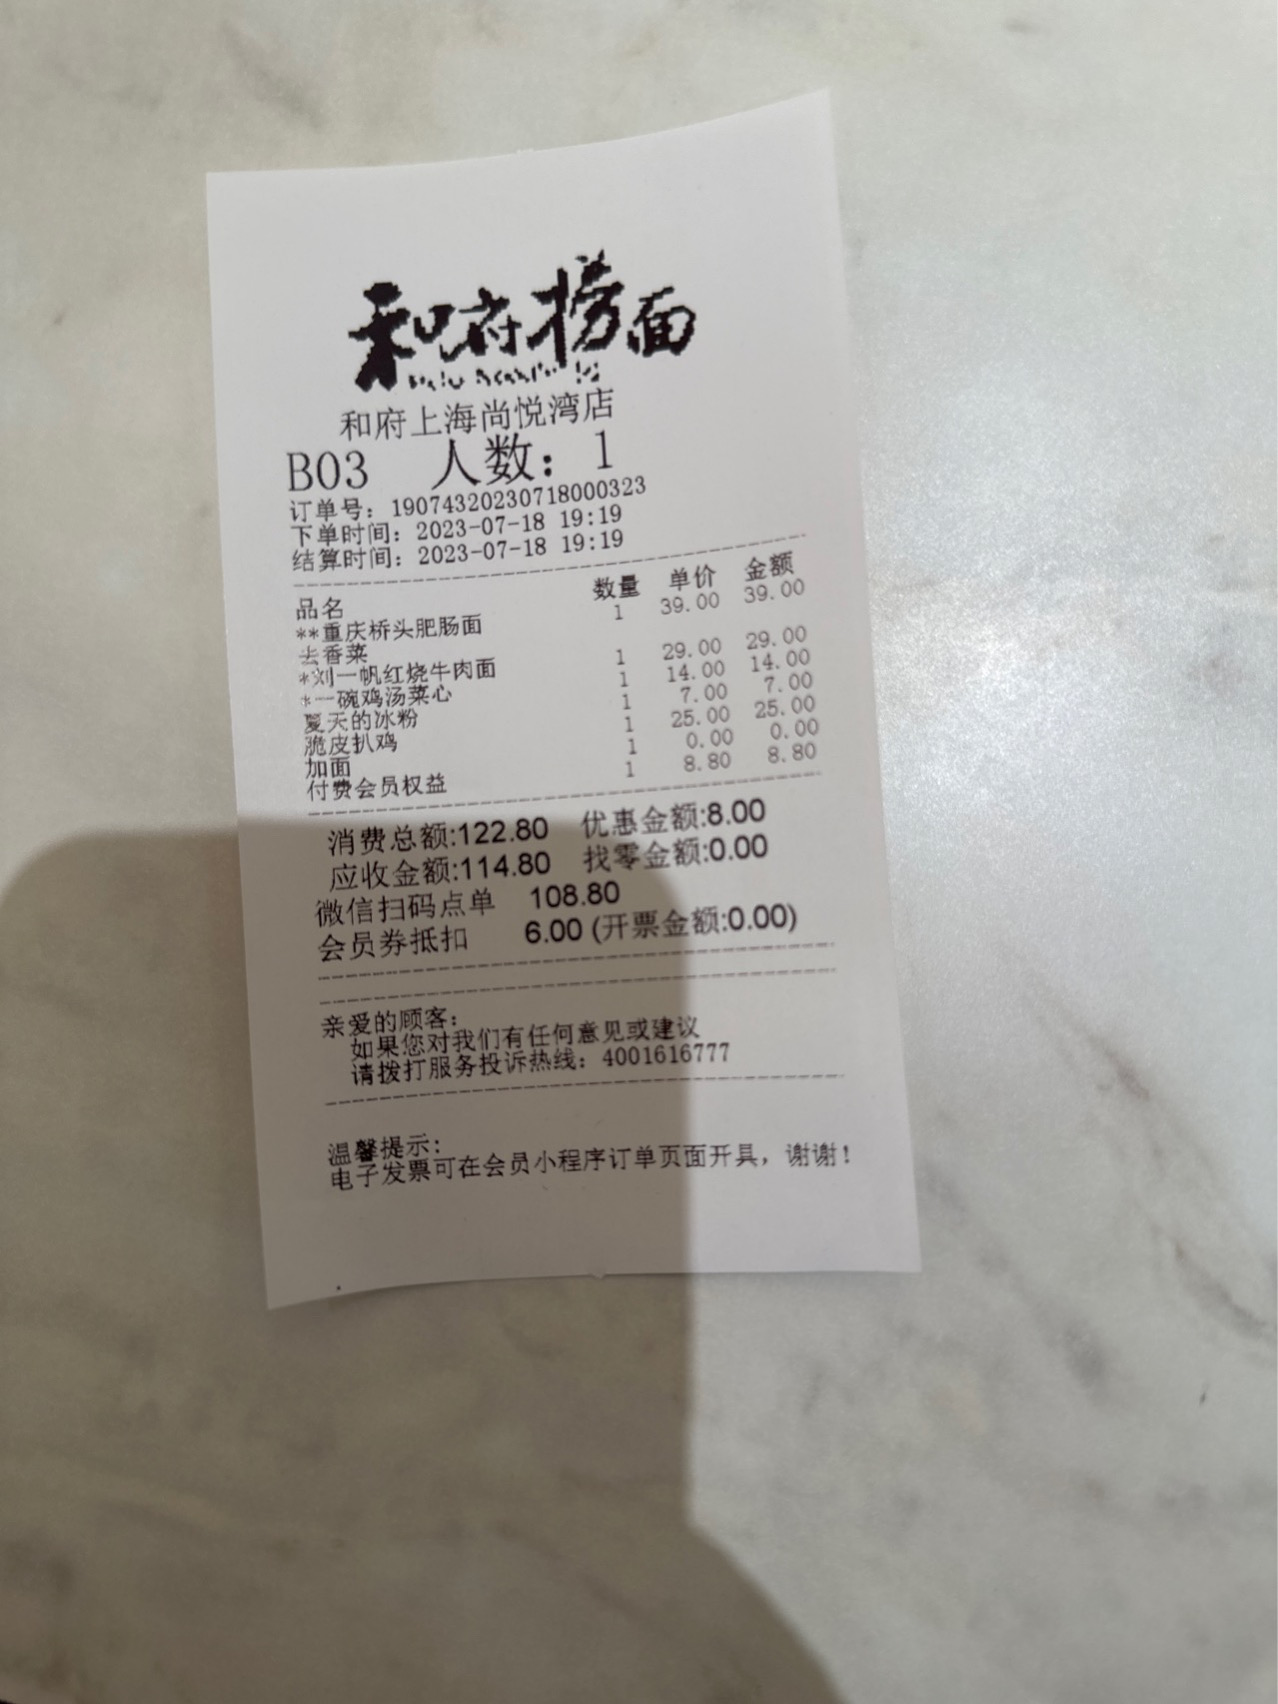 和府捞面
和府上海尚悦湾店
B03 人数：1
订单号：19074320230718000323
下单时间：2023-07-18 19:19
结算时间：2023-07-18 19:19
品名 数量 单价 金额
**重庆桥头肥肠面 1 39.00 39.00
去香菜
*刘一帆红烧牛肉面 1 29.00 29.00
*一碗鸡汤菜心 1 14.00 14.00
夏天的冰粉 1 7.00 7.00
脆皮扒鸡 1 25.00 25.00
加面 1 0.00 0.00
付费会员权益 1 8.80 8.80
消费总额:122.80 优惠金额:8.00
应收金额:114.80 找零金额:0.00
微信扫码点单 108.80
会员券抵扣 6.00(开票金额:0.00)
亲爱的顾客：
如果您对我们有任何意见或建议
请拨打服务投诉热线：4001616777
温馨提示：
电子发票可在会员小程序订单页面开具，谢谢！